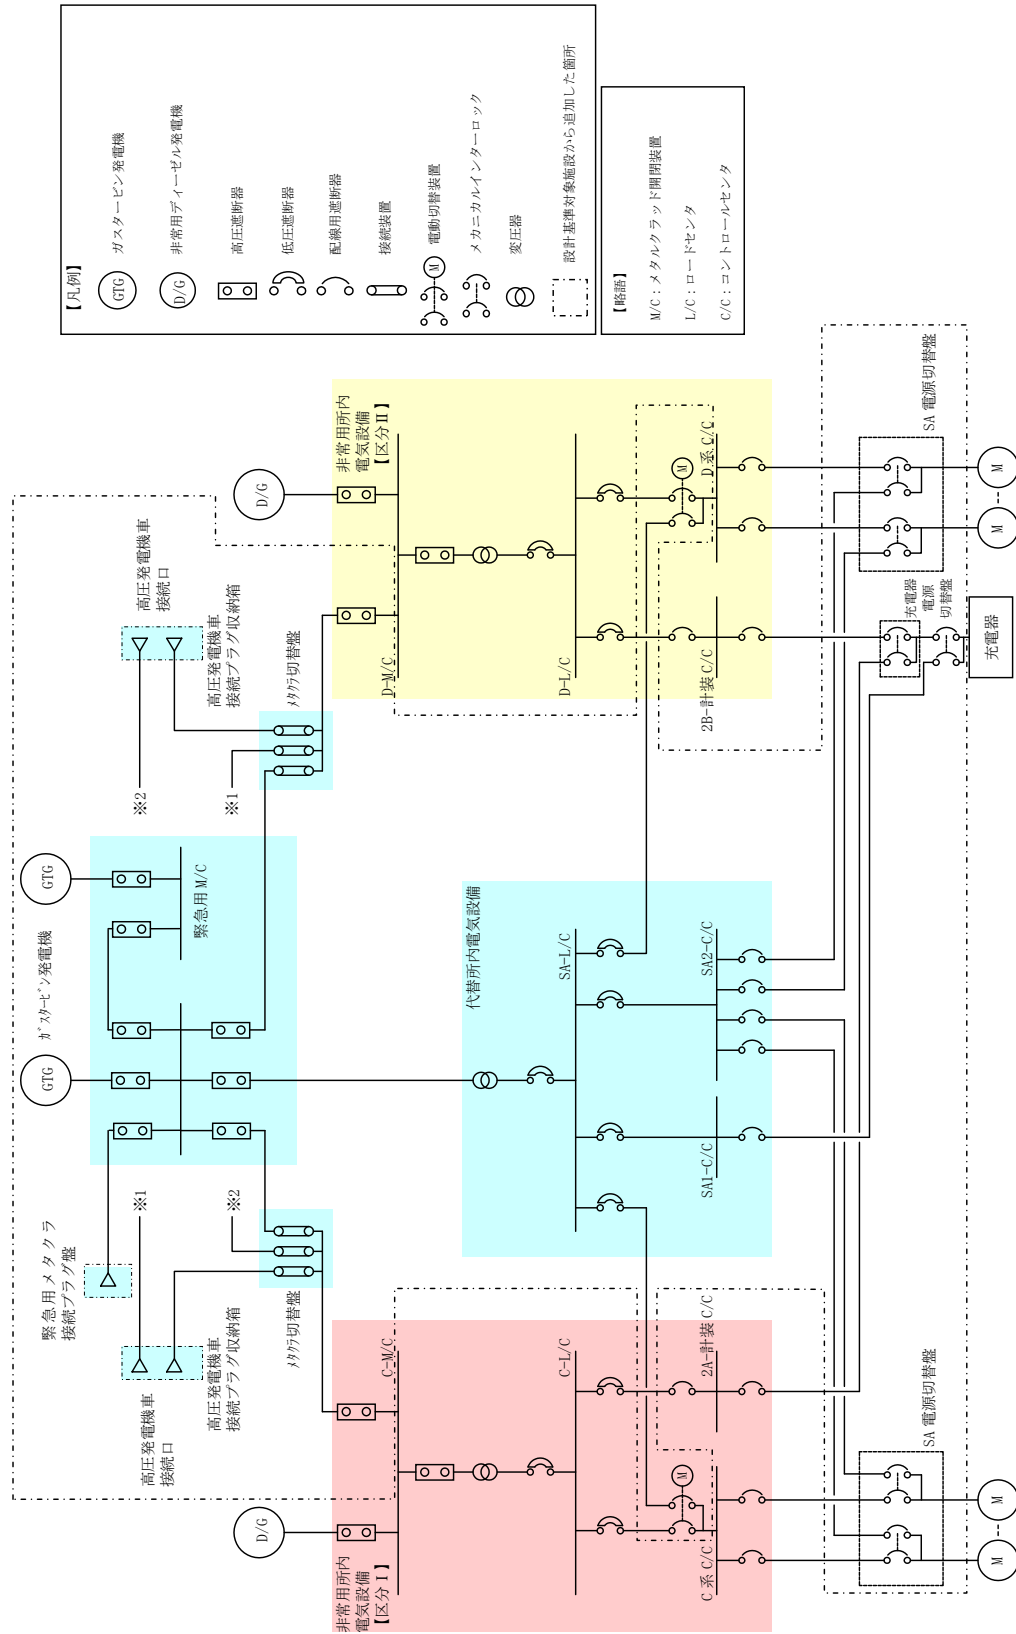 【凡例】
GTG
ガスタービン発電機
D/G
非常用ディーゼル発電機
高圧遮断器
低圧遮断器
配線用遮断器
接続装置
M
電動切替装置
メカニカルインターロック
変圧器
設計基準対象施設から追加した箇所
【略語】
M/C：メタルクラッド開閉装置
L/C：ロードセンタ
C/C：コントロールセンタ
緊急用メタクラ
接続プラグ盤
GTG
ガスタービン発電機
GTG
緊急用 M/C
高圧発電機車
接続口
高圧発電機車
接続プラグ収納箱
※1
※2
メタクラ切替盤
高圧発電機車
接続口
高圧発電機車
接続プラグ収納箱
※2
※1
メタクラ切替盤
D/G
非常用所内
電気設備
【区分Ⅰ】
C-M/C
C-L/C
M
C 系 C/C
2A-計装 C/C
代替所内電気設備
SA-L/C
SA1-C/C
SA2-C/C
D/G
非常用所内
電気設備
【区分Ⅱ】
D-M/C
D-L/C
M
D 系 C/C
2B-計装 C/C
SA 電源切替盤
M
M
充電器
電源
切替盤
充電器
SA 電源切替盤
M
M